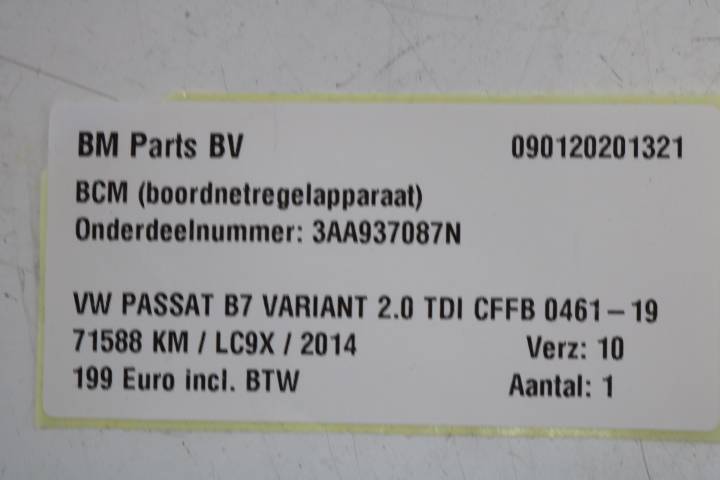 BM Parts BV 090120201321
BCM (boordnetregelapparaat)
Onderdeelnummer: 3AA937087N
VW PASSAT B7 VARIANT 2.0 TDI CFFB 0461-19
71588 KM / LC9X / 2014 Verz: 10
199 Euro incl. BTW Aantal: 1